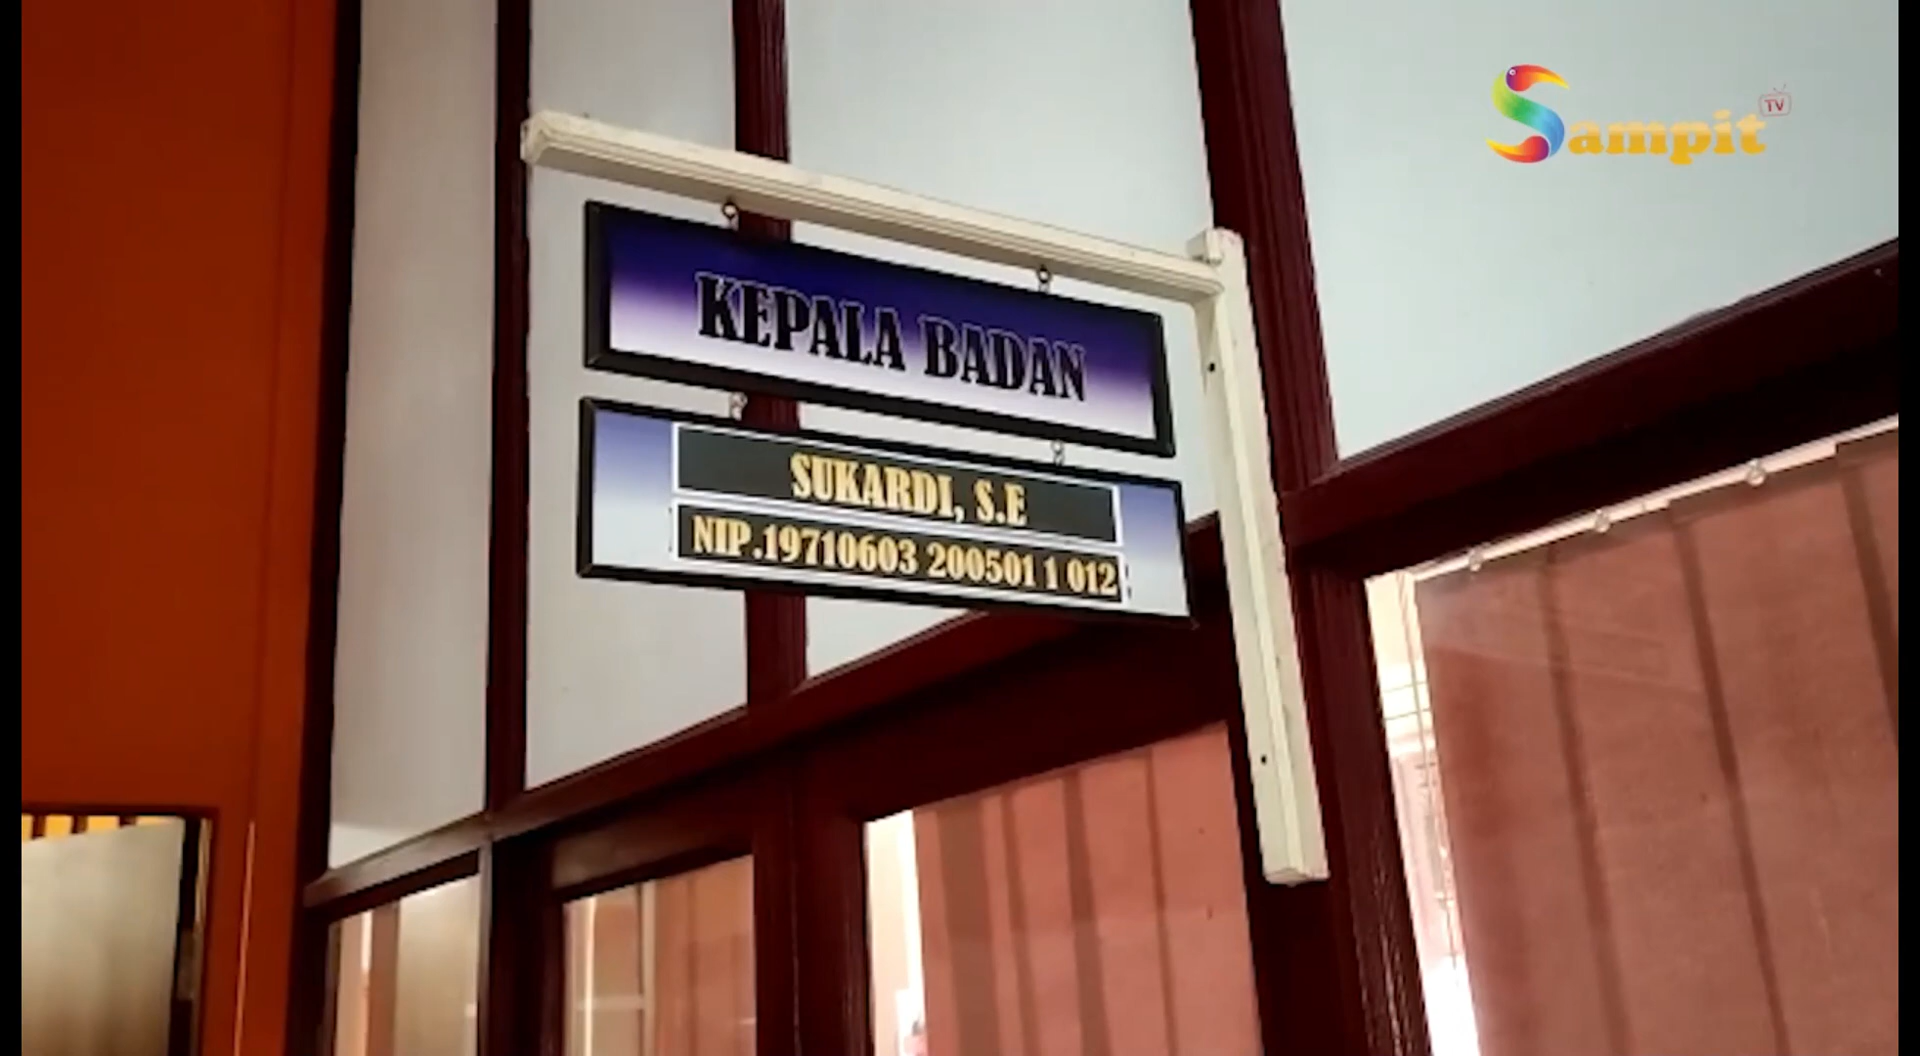 Sampit TV
KEPALA BADAN
SUKARDI, S.E
NIP.19710603 200501 1 012